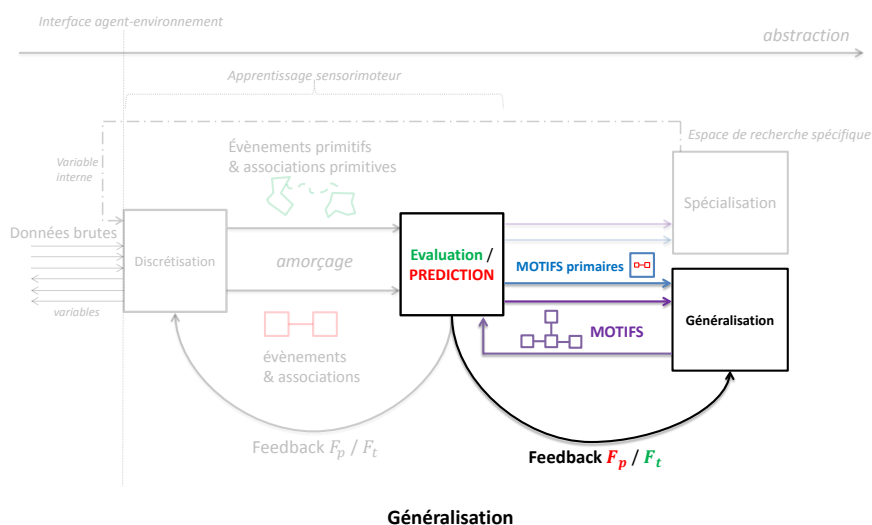 Interface agent-environnement
abstraction
Apprentissage sensorimoteur
Espace de recherche spécifique
Variable
interne
Évènements primitifs
& associations primitives
Spécialisation
Données brutes
Discrétisation
amorçage
Evaluation /
PREDICTION
MOTIFS primaires
variables
MOTIFS
Généralisation
évènements
& associations
Feedback Fp / Ft
Feedback Fp / Ft
Généralisation